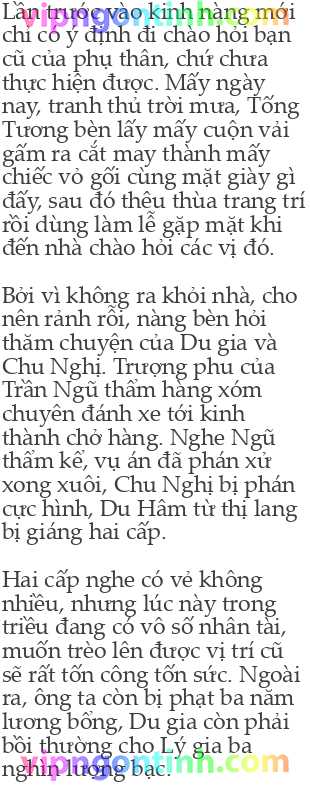 Lần trước vào kinh nàng mới
vipngontinh.com
chỉ có ý định đi chào hỏi bạn
cũ của phụ thân, chứ chưa
thực hiện được. Mấy ngày
nay, tranh thủ trời mưa, Tống
Tương bèn lấy mấy cuộn vải
gấm ra cắt may thành mấy
chiếc vỏ gối cùng mặt giày gì
đấy, sau đó thêu thùa trang trí
rồi dùng làm lễ gặp mặt khi
đến nhà chào hỏi các vị đó.
Bởi vì không ra khỏi nhà, cho
nên rảnh rỗi, nàng bèn hỏi
thăm chuyện của Du gia và
Chu Nghị. Trượng phu của
Trần Ngũ thẩm hàng xóm
chuyên đánh xe tới kinh
thành chở hàng. Nghe Ngũ
thẩm kể, vụ án đã phán xử
xong xuôi, Chu Nghị bị phán
cực hình, Du Hâm từ thị lang
bị giáng hai cấp.
Hai cấp nghe có vẻ không
nhiều, nhưng lúc này trong
triều đang có vô số nhân tài,
muốn trèo lên được vị trí cũ
sẽ rất tốn công tốn sức. Ngoài
ra, ông ta còn bị phạt ba năm
lương bổng, Du gia còn phải
bồi thường cho Lý gia ba
nghìn lượng bạc.
vipngontinh.com